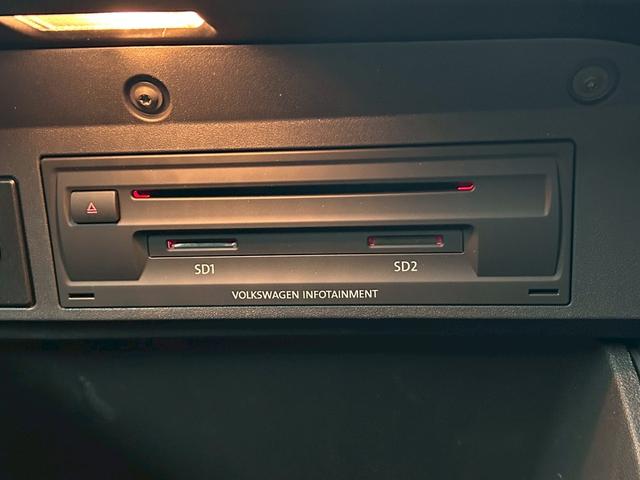 SD1 SD2
VOLKSWAGEN INFOTAINMENT